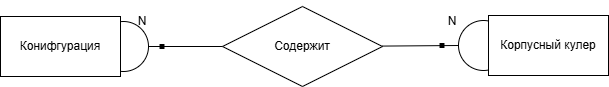 N
N
Конифгурация
Содержит
Корпусный кулер